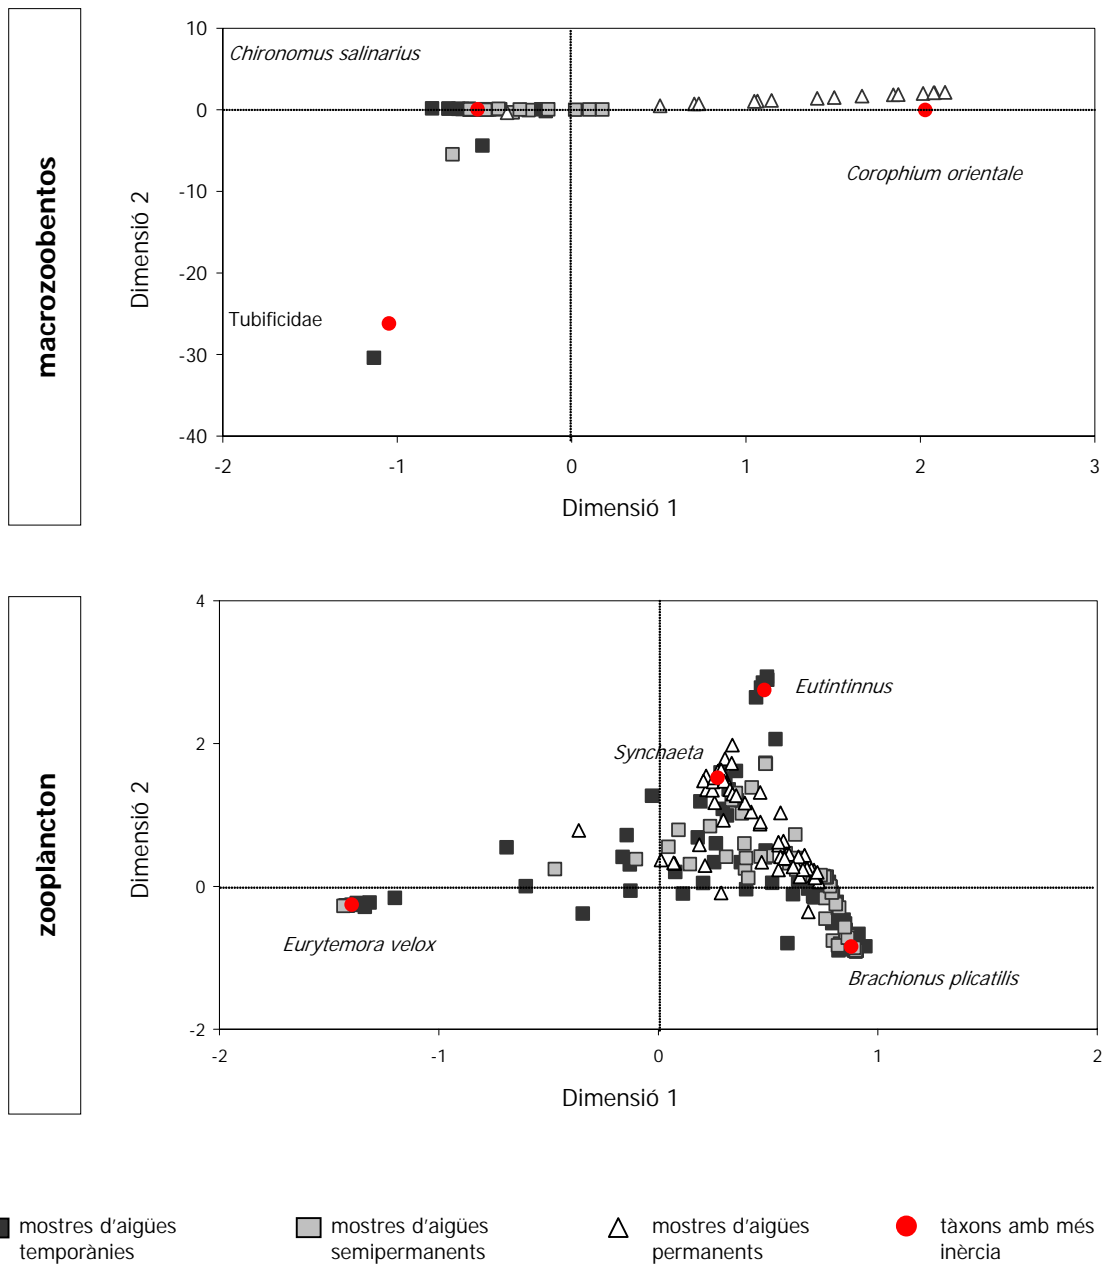 macrozoobentos
10
0
-10
-20
-30
-40
Dimensió 2
Chironomus salinarius
Corophium orientale
Tubificidae
-2 -1 0 1 2 3
Dimensió 1
zooplàncton
4
2
0
-2
Dimensió 2
Eutintinnus
Synchaeta
Eurytemora velox
Brachionus plicatilis
-2 -1 0 1 2
Dimensió 1
mostres d'aigües
temporànies
mostres d'aigües
semipermanents
mostres d'aigües
permanents
tàxons amb més
inèrcia